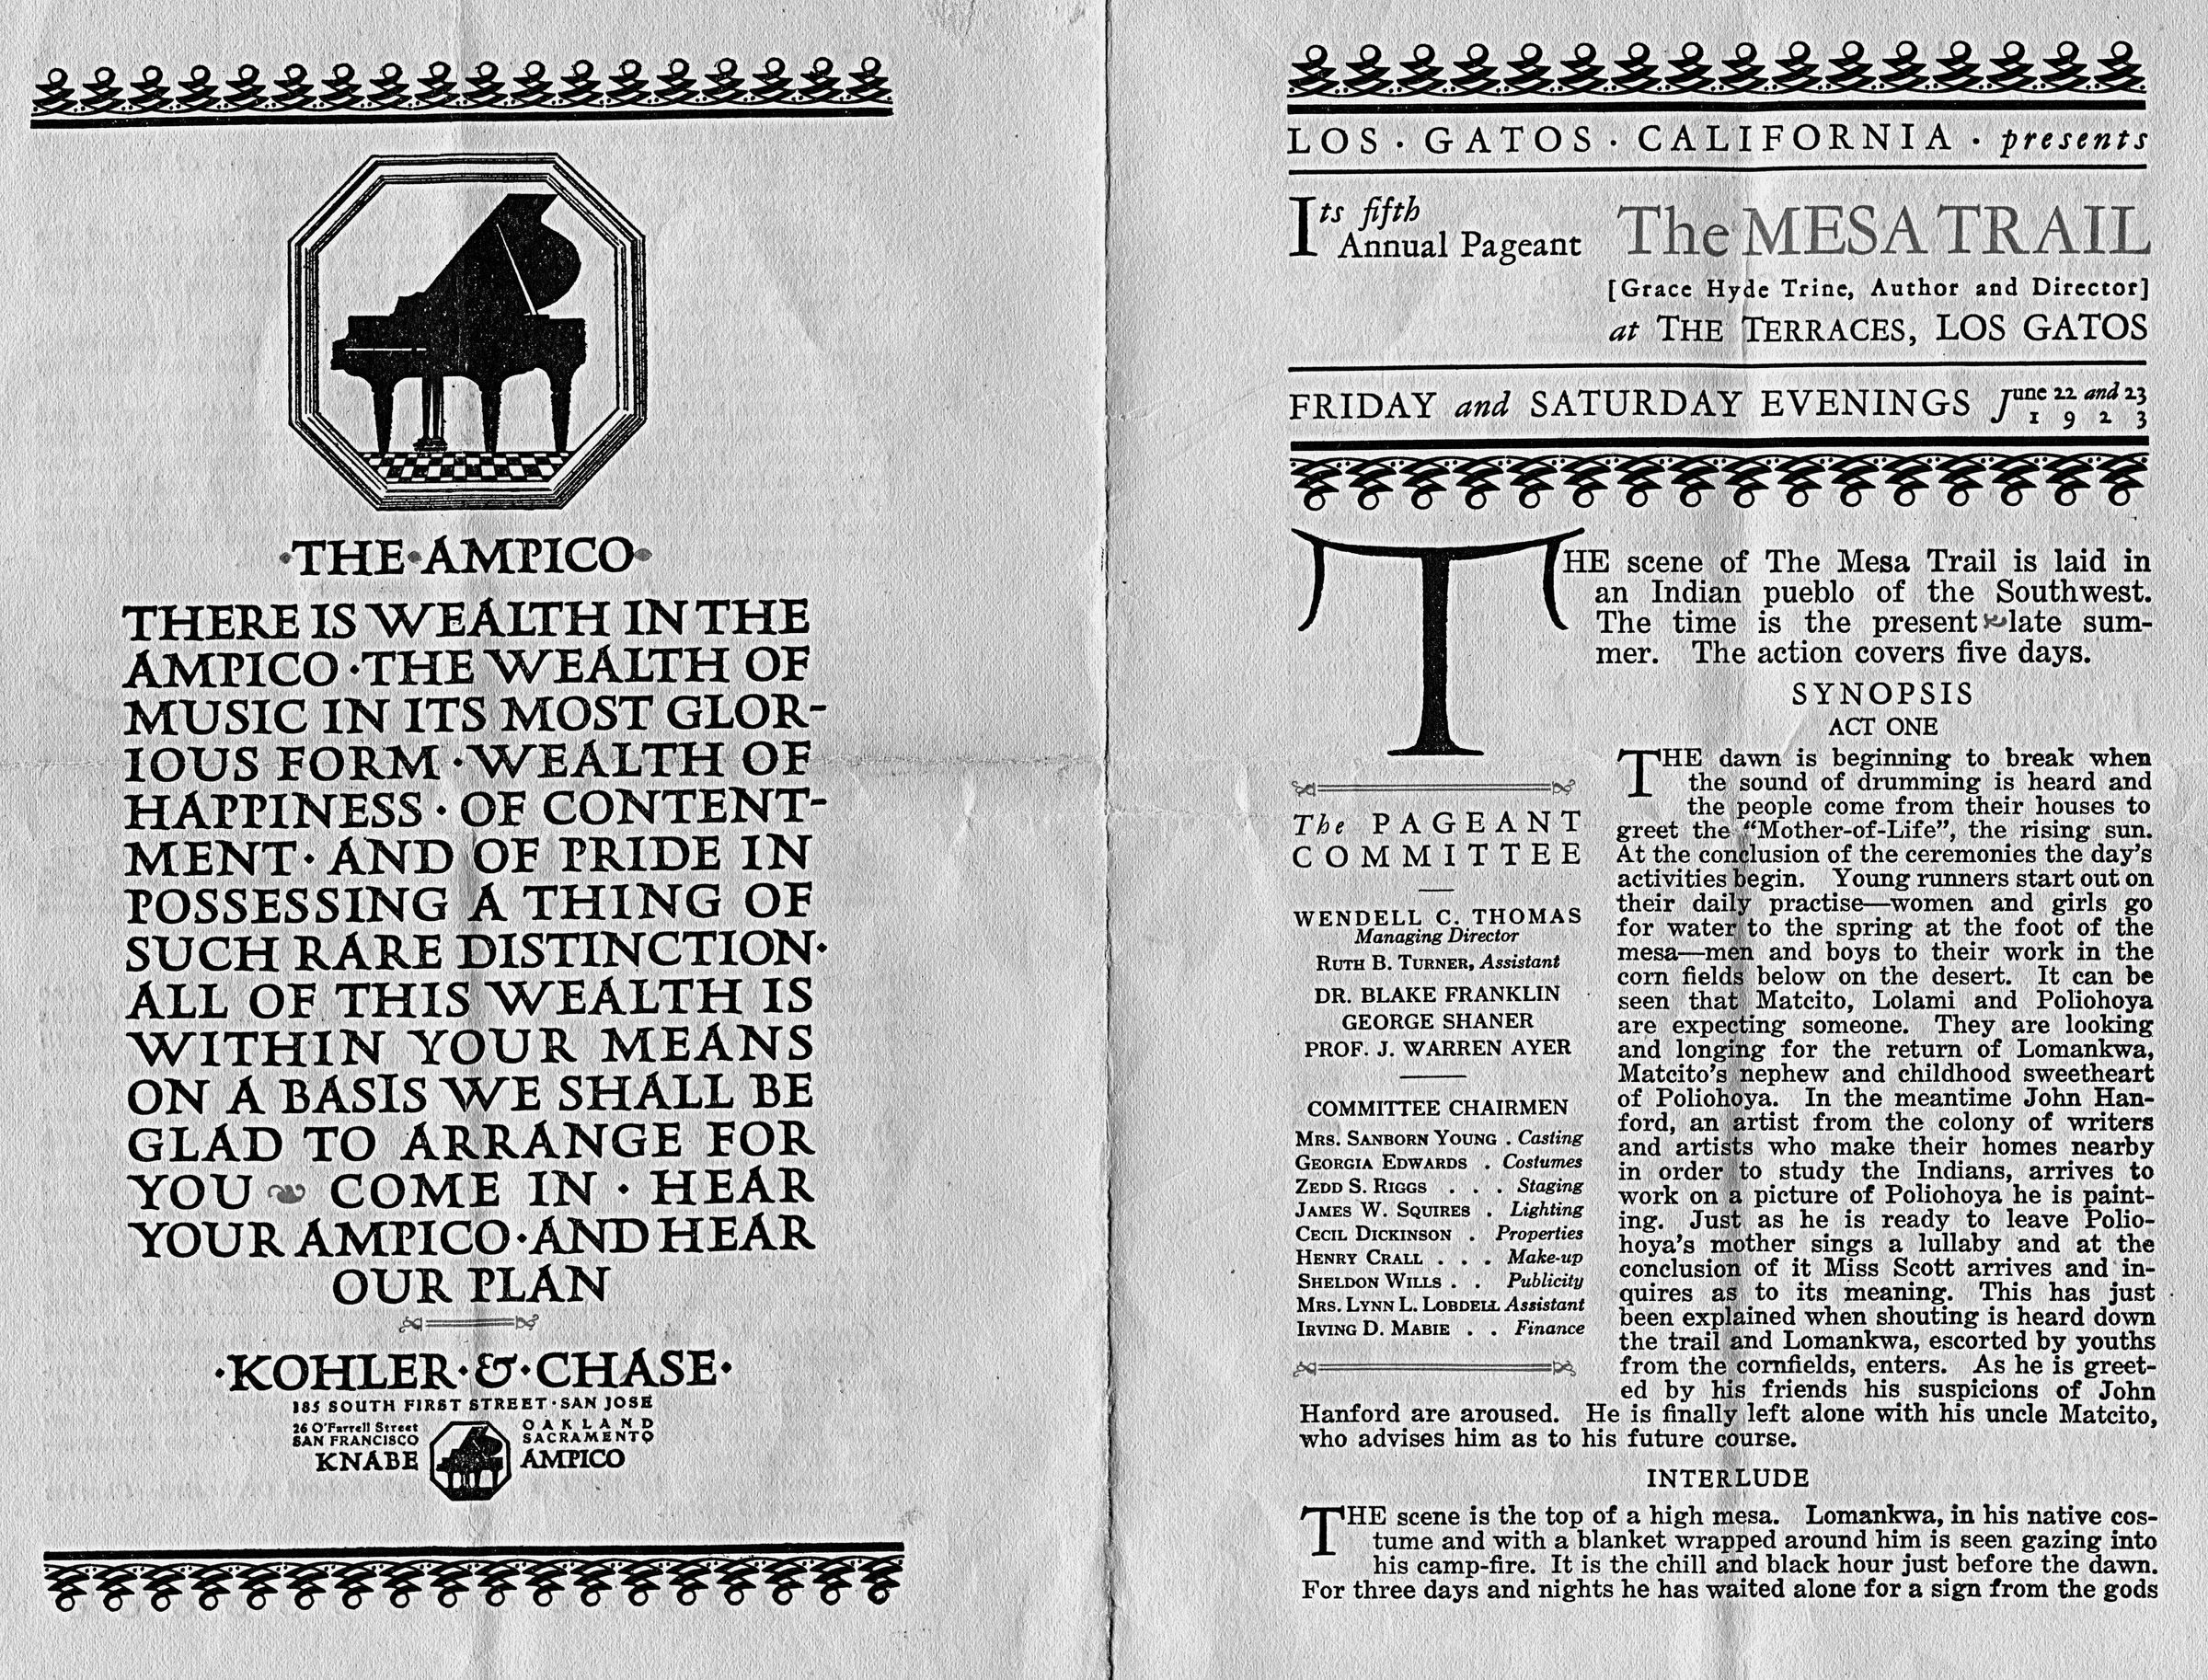 ·THE·AMPICO·
THERE IS WEALTH IN THE
AMPICO·THE WEALTH OF
MUSIC IN ITS MOST GLOR-
IOUS FORM·WEALTH OF
HAPPINESS·OF CONTENT-
MENT·AND OF PRIDE IN
POSSESSING A THING OF
SUCH RARE DISTINCTION·
ALL OF THIS WEALTH IS
WITHIN YOUR MEANS
ON A BASIS WE SHALL BE
GLAD TO ARRANGE FOR
YOU COME IN · HEAR
YOUR AMPICO·AND HEAR
OUR PLAN
·KOHLER·&·CHASE·
185 SOUTH FIRST STREET·SAN JOSE
26 O'Farrell Street
SAN FRANCISCO
KNABE
OAKLAND
SACRAMENTO
AMPICO
LOS · GATOS · CALIFORNIA · presents
Its fifth
Annual Pageant
The MESA TRAIL
[Grace Hyde Trine, Author and Director]
at THE TERRACES, LOS GATOS
FRIDAY and SATURDAY EVENINGS June 22 and 23
1923
THE scene of The Mesa Trail is laid in
an Indian pueblo of the Southwest.
The time is the present late sum-
mer. The action covers five days.
The PAGEANT
COMMITTEE
WENDELL C. THOMAS
Managing Director
RUTH B. TURNER, Assistant
DR. BLAKE FRANKLIN
GEORGE SHANER
PROF. J. WARREN AYER
COMMITTEE CHAIRMEN
MRS. SANBORN YOUNG . Casting
GEORGIA EDWARDS . Costumes
ZEDD S. RIGGS . . . Staging
JAMES W. SQUIRES . Lighting
CECIL DICKINSON . Properties
HENRY CRALL . . . Make-up
SHELDON WILLS . . Publicity
MRS. LYNN L. LOBDELL Assistant
IRVING D. MABIE . . Finance
SYNOPSIS
ACT ONE
THE dawn is beginning to break when
the sound of drumming is heard and
the people come from their houses to
greet the “Mother-of-Life”, the rising sun.
At the conclusion of the ceremonies the day's
activities begin. Young runners start out on
their daily practise—women and girls go
for water to the spring at the foot of the
mesa—men and boys to their work in the
corn fields below on the desert. It can be
seen that Matcito, Lolami and Poliohoya
are expecting someone. They are looking
and longing for the return of Lomankwa,
Matcito's nephew and childhood sweetheart
of Poliohoya. In the meantime John Han-
ford, an artist from the colony of writers
and artists who make their homes nearby
in order to study the Indians, arrives to
work on a picture of Poliohoya he is paint-
ing. Just as he is ready to leave Polio-
hoya's mother sings a lullaby and at the
conclusion of it Miss Scott arrives and in-
quires as to its meaning. This has just
been explained when shouting is heard down
the trail and Lomankwa, escorted by youths
from the cornfields, enters. As he is greet-
ed by his friends his suspicions of John
Hanford are aroused. He is finally left alone with his uncle Matcito,
who advises him as to his future course.
INTERLUDE
THE scene is the top of a high mesa. Lomankwa, in his native cos-
tume and with a blanket wrapped around him is seen gazing into
his camp-fire. It is the chill and black hour just before the dawn.
For three days and nights he has waited alone for a sign from the gods